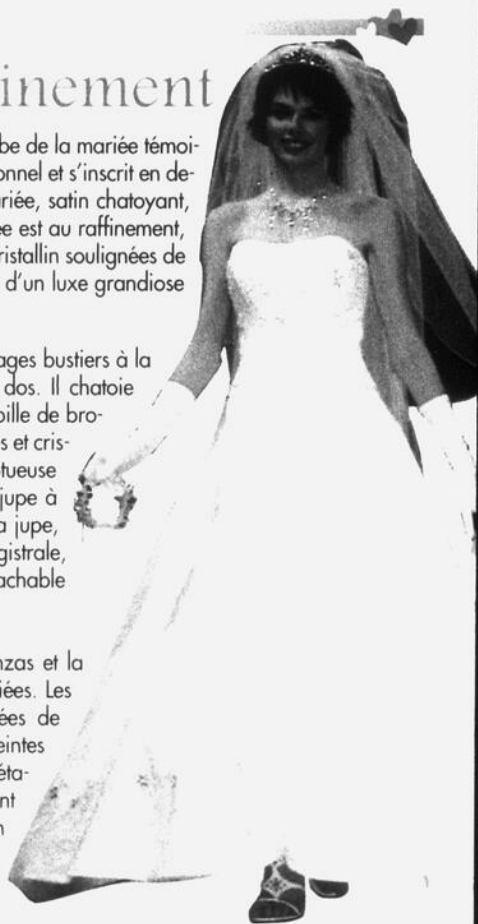 inement
be de la mariée témoi-
onnel et s'inscrit en de-
riée, satin chatoyant,
e est au raffinement,
ristallin soulignées de
d'un luxe grandiose
ages bustiers à la
dos. Il chatoie
oille de bro-
s et cris-
tueuse
jupe à
a jupe,
gistrale,
achable
nzas et la
iées. Les
ées de
eintes
éta-
nt